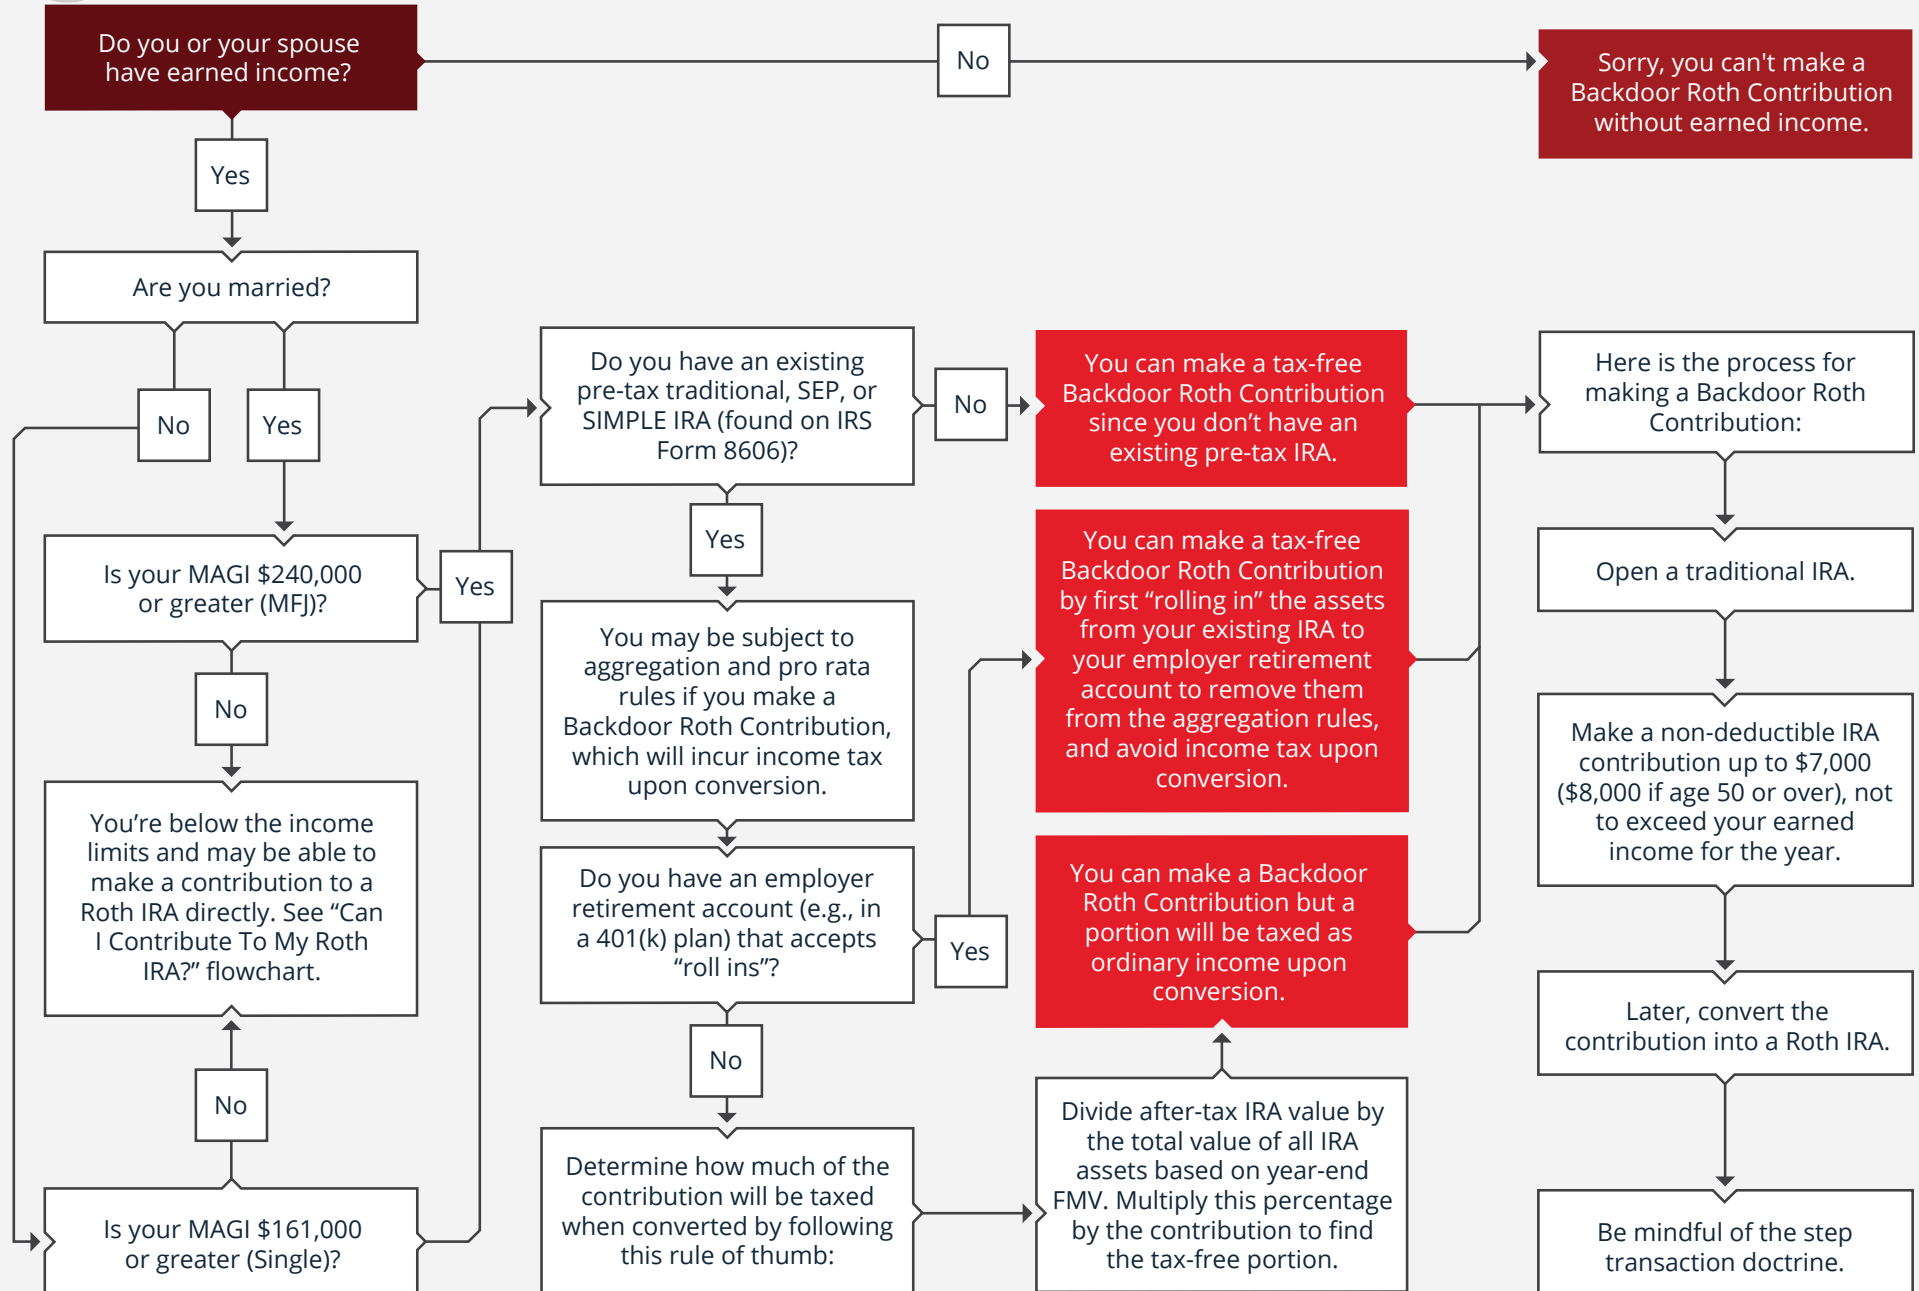 Do you or your spouse
have earned income?
No
Sorry, you can't make a
Backdoor Roth Contribution
without earned income.
Yes
Are you married?
No
Yes
Is your MAGI $240,000
or greater (MFJ)?
Yes
No
You’re below the income
limits and may be able to
make a contribution to a
Roth IRA directly. See “Can
I Contribute To My Roth
IRA?” flowchart.
No
Is your MAGI $161,000
or greater (Single)?
Do you have an existing
pre-tax traditional, SEP, or
SIMPLE IRA (found on IRS
Form 8606)?
No
Yes
You may be subject to
aggregation and pro rata
rules if you make a
Backdoor Roth Contribution,
which will incur income tax
upon conversion.
Do you have an employer
retirement account (e.g., in
a 401(k) plan) that accepts
“roll ins”?
Yes
No
Determine how much of the
contribution will be taxed
when converted by following
this rule of thumb:
You can make a tax-free
Backdoor Roth Contribution
since you don’t have an
existing pre-tax IRA.
You can make a tax-free
Backdoor Roth Contribution
by first “rolling in” the assets
from your existing IRA to
your employer retirement
account to remove them
from the aggregation rules,
and avoid income tax upon
conversion.
You can make a Backdoor
Roth Contribution but a
portion will be taxed as
ordinary income upon
conversion.
Divide after-tax IRA value by
the total value of all IRA
assets based on year-end
FMV. Multiply this percentage
by the contribution to find
the tax-free portion.
Here is the process for
making a Backdoor Roth
Contribution:
Open a traditional IRA.
Make a non-deductible IRA
contribution up to $7,000
($8,000 if age 50 or over), not
to exceed your earned
income for the year.
Later, convert the
contribution into a Roth IRA.
Be mindful of the step
transaction doctrine.